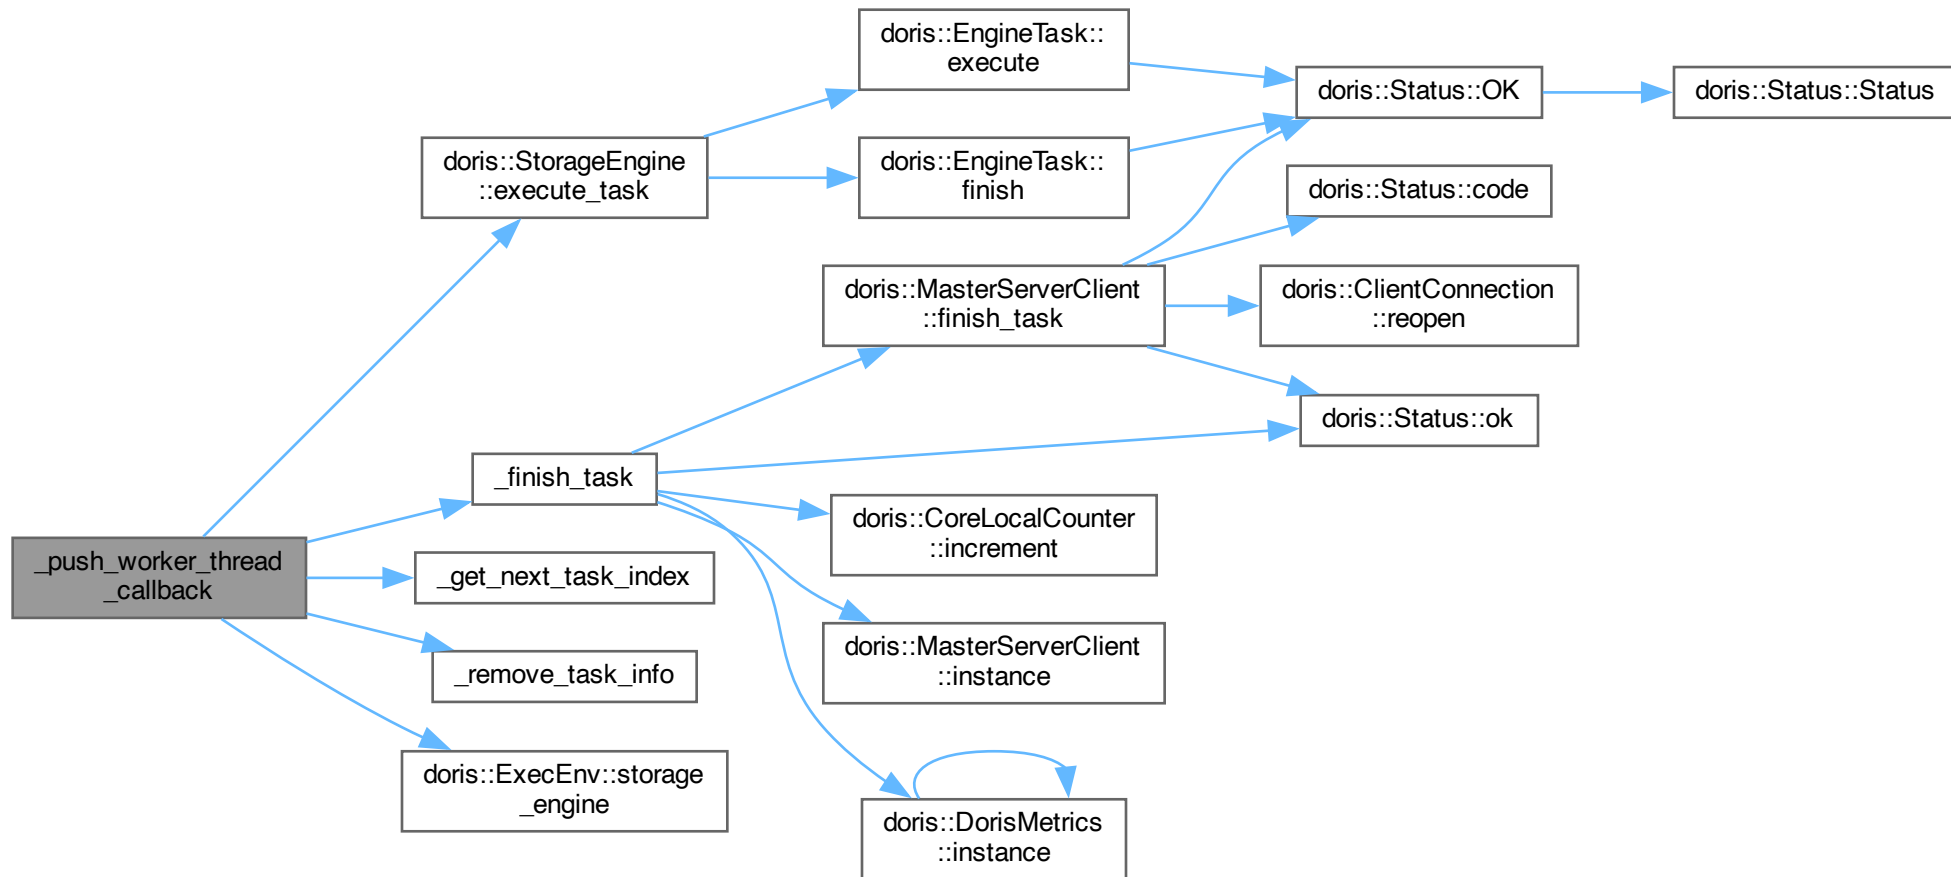 doris::EngineTask::
execute
doris::Status::OK
doris::Status::Status
doris::StorageEngine
::execute_task
doris::EngineTask::
finish
doris::Status::code
doris::MasterServerClient
::finish_task
doris::ClientConnection
::reopen
doris::Status::ok
_finish_task
doris::CoreLocalCounter
::increment
_push_worker_thread
_callback
_get_next_task_index
doris::MasterServerClient
::instance
_remove_task_info
doris::ExecEnv::storage
_engine
doris::DorisMetrics
::instance